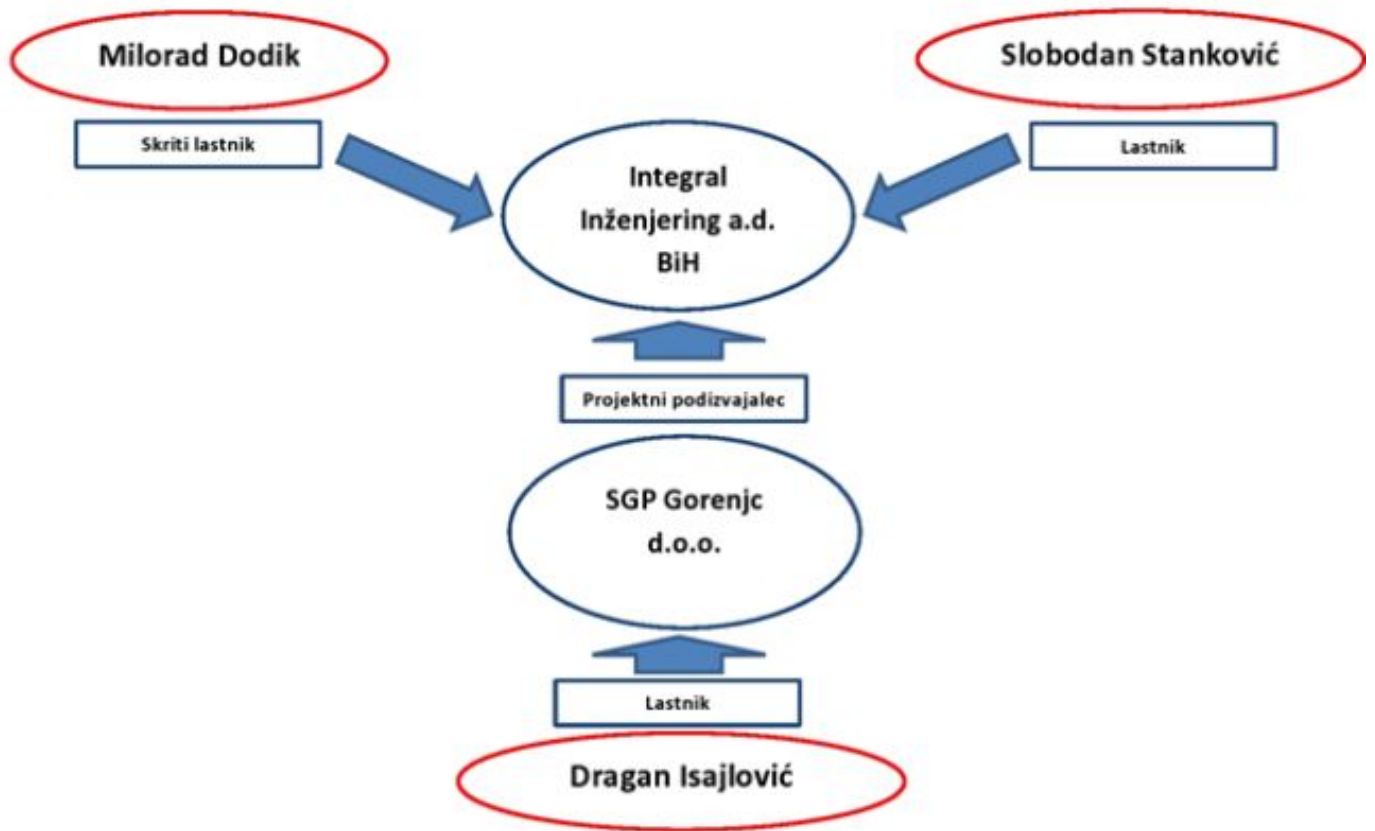 Milorad Dodik
Slobodan Stanković
Skriti lastnik
Lastnik
Integral
Inženjering a.d.
BiH
Projektni podizvajalec
SGP Gorenjc
d.o.o.
Lastnik
Dragan Isajlović